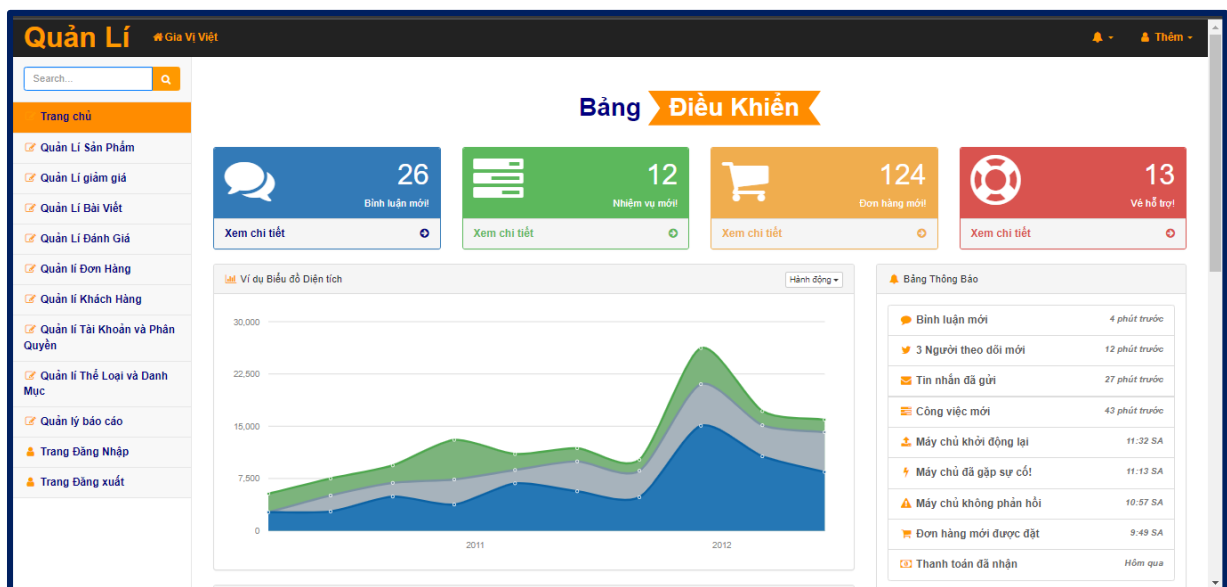 Quản Lí
Gia Vị Việt
Thêm
Search...
Trang chủ
Quản Lí Sản Phẩm
Quản Lí giảm giá
Quản Lí Bài Viết
Quản Lí Đánh Giá
Quản lí Đơn Hàng
Quản lí Khách Hàng
Quản lí Tài Khoản và Phân
Quyền
Quản lí Thể Loại và Danh
Mục
Quản lý báo cáo
Trang Đăng Nhập
Trang Đăng xuất
Bảng Điều Khiển
26
Bình luận mới!
Xem chi tiết
12
Nhiệm vụ mới!
Xem chi tiết
124
Đơn hàng mới!
Xem chi tiết
13
Vé hỗ trợ!
Xem chi tiết
Ví dụ Biểu đồ Diện tích
Hành động
30,000
22,500
15,000
7,500
0
2011
2012
Bảng Thông Báo
Bình luận mới 4 phút trước
3 Người theo dõi mới 12 phút trước
Tin nhắn đã gửi 27 phút trước
Công việc mới 43 phút trước
Máy chủ khởi động lại 11:32 SA
Máy chủ đã gặp sự cố! 11:13 SA
Máy chủ không phản hồi 10:57 SA
Đơn hàng mới được đặt 9:49 SA
Thanh toán đã nhận Hôm qua